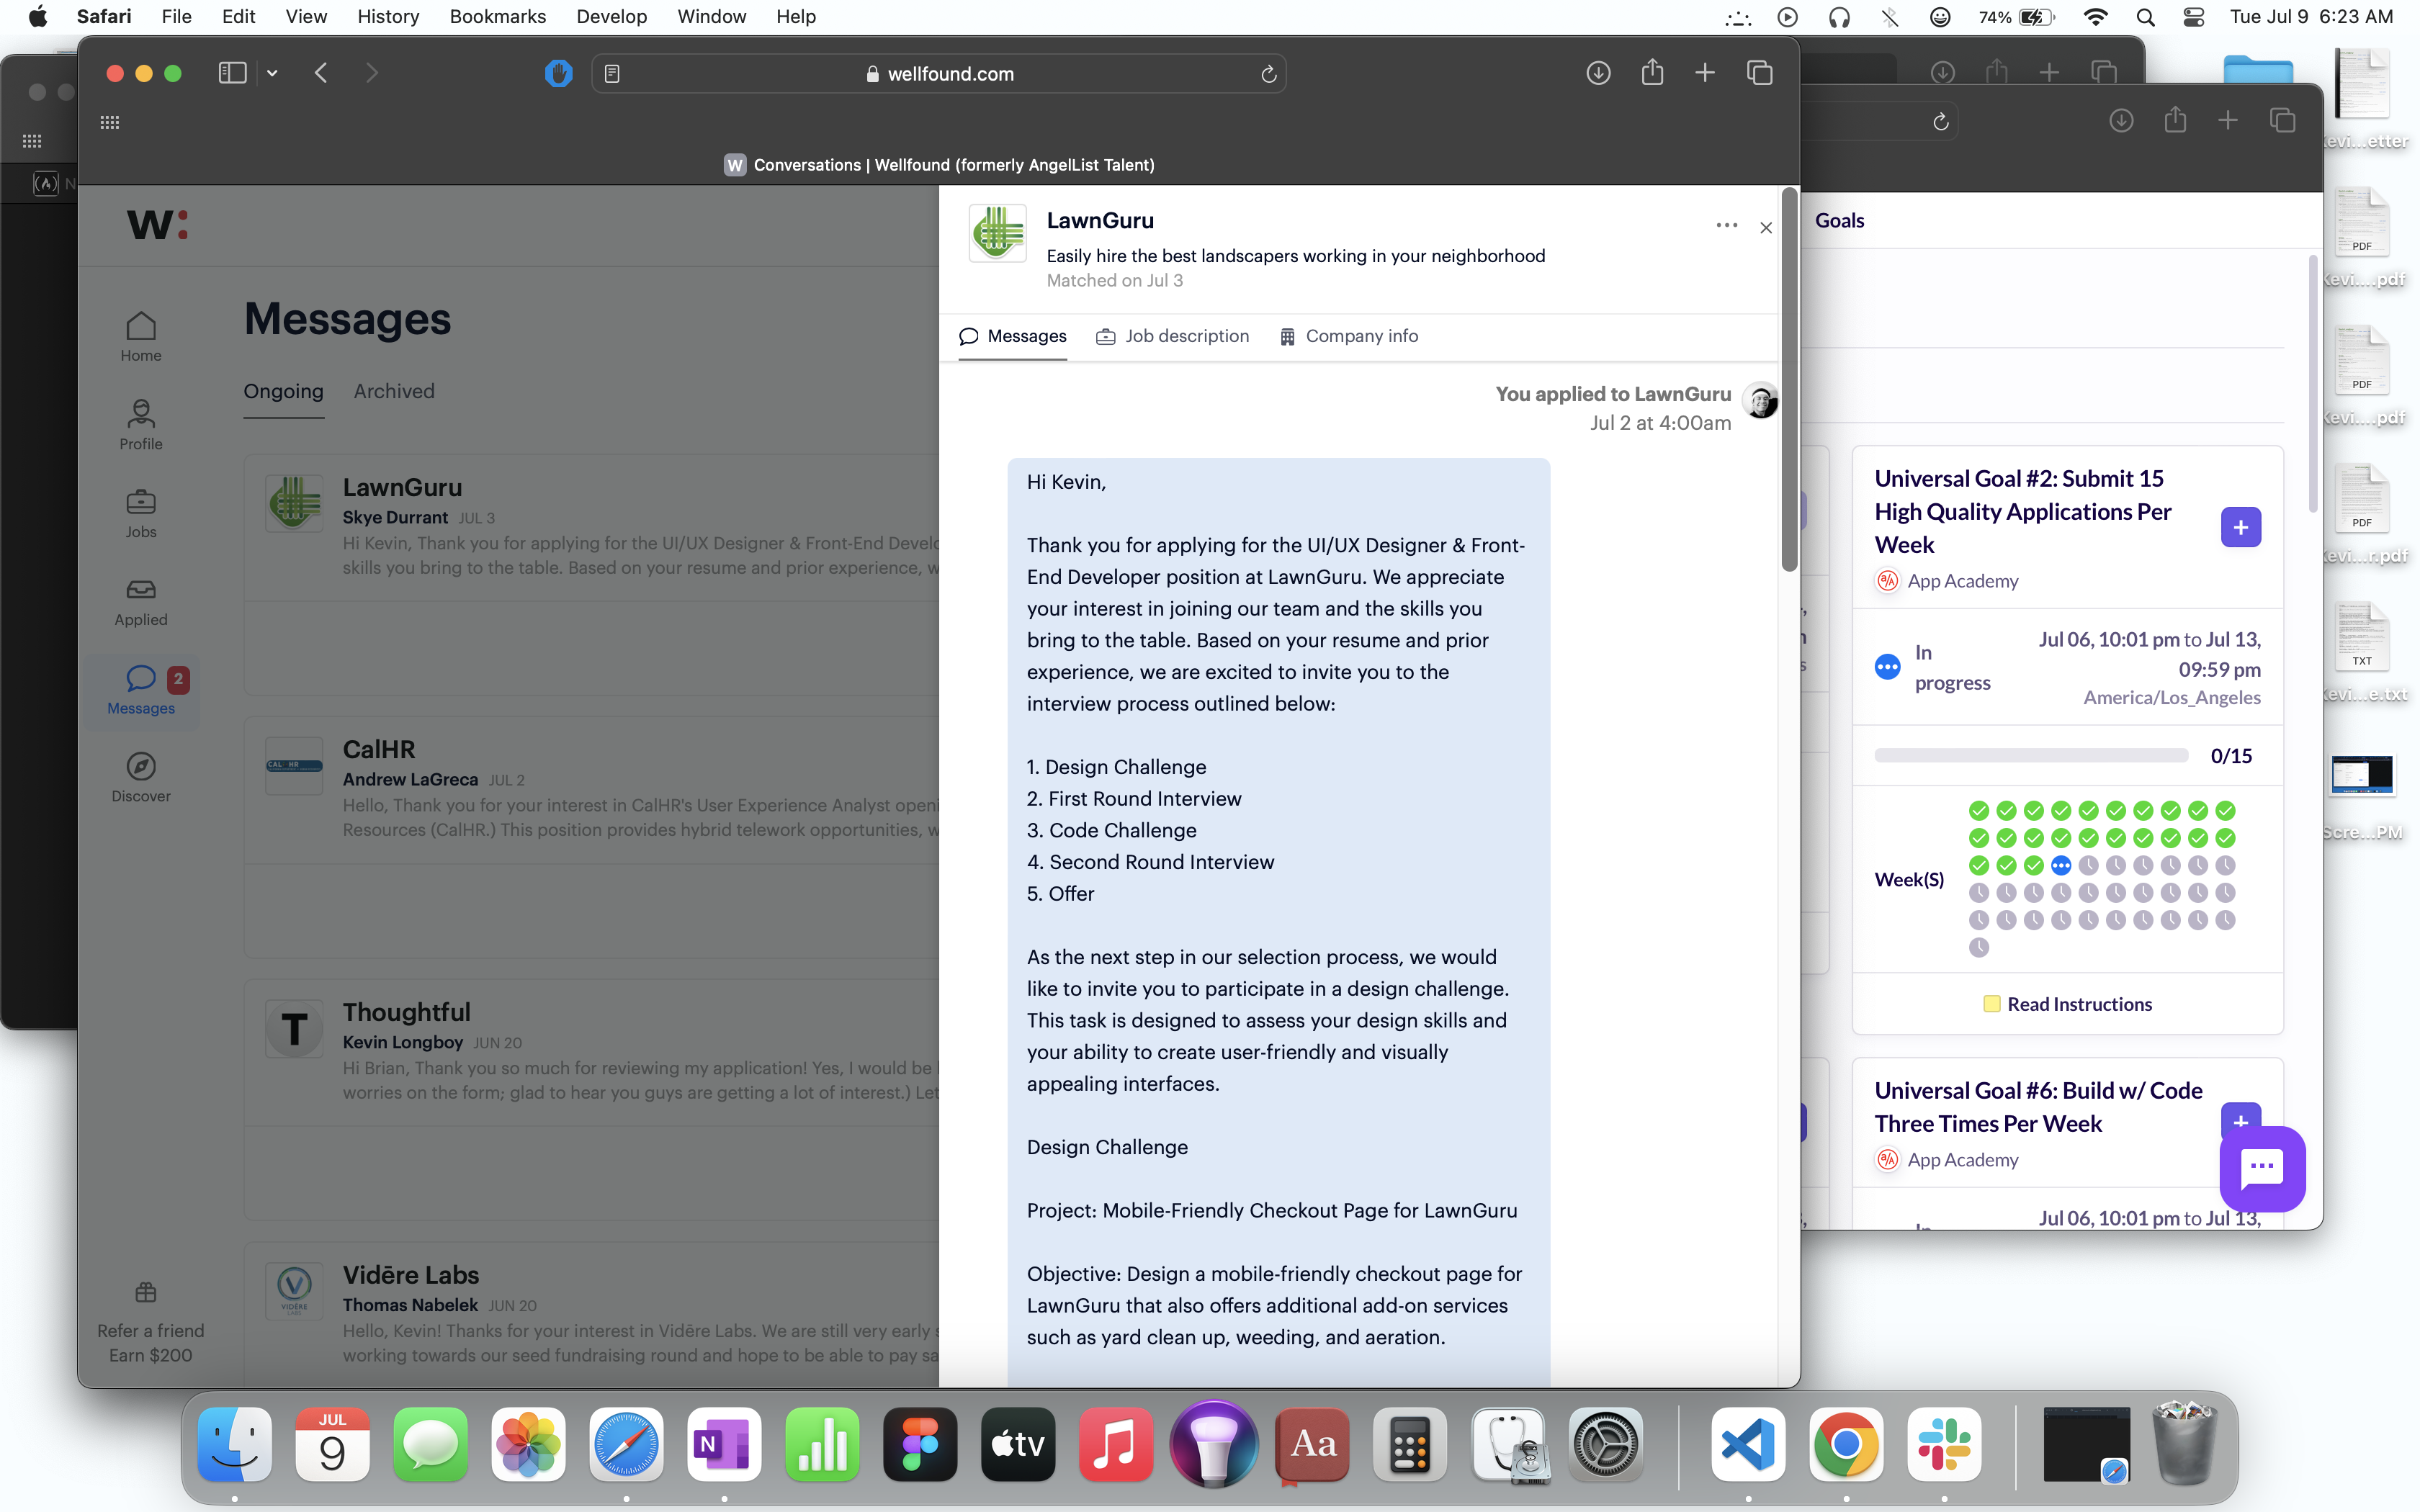 Safari File Edit View History Bookmarks Develop Window Help
74% Tue Jul 9 6:23 AM
wellfound.com
W Conversations | Wellfound (formerly AngelList Talent)
W:
Home
Profile
Jobs
Applied
2
Messages
Discover
Refer a friend
Earn $200
Messages
Ongoing Archived
LawnGuru
Skye Durrant JUL 3
Hi Kevin, Thank you for applying for the UI/UX Designer & Front-End
skills you bring to the table. Based on your resume and prior experience,
CalHR
Andrew LaGreca JUL 2
Hello, Thank you for your interest in CalHR's User Experience Analyst
Resources (CalHR.) This position provides hybrid telework opportunities,
T
Thoughtful
Kevin Longboy JUN 20
Hi Brian, Thank you so much for reviewing my application! Yes, I would be
worries on the form; glad to hear you guys are getting a lot of interest.)
Vidēre Labs
VIDĒRE
LABS
Thomas Nabelek JUN 20
Hello, Kevin! Thanks for your interest in Vidēre Labs. We are still very early
working towards our seed fundraising round and hope to be able to pay
LawnGuru
Easily hire the best landscapers working in your neighborhood
Matched on Jul 3
Messages Job description Company info
You applied to LawnGuru
Jul 2 at 4:00am
Hi Kevin,
Thank you for applying for the UI/UX Designer & Front-
End Developer position at LawnGuru. We appreciate
your interest in joining our team and the skills you
bring to the table. Based on your resume and prior
experience, we are excited to invite you to the
interview process outlined below:
1. Design Challenge
2. First Round Interview
3. Code Challenge
4. Second Round Interview
5. Offer
As the next step in our selection process, we would
like to invite you to participate in a design challenge.
This task is designed to assess your design skills and
your ability to create user-friendly and visually
appealing interfaces.
Design Challenge
Project: Mobile-Friendly Checkout Page for LawnGuru
Objective: Design a mobile-friendly checkout page for
LawnGuru that also offers additional add-on services
such as yard clean up, weeding, and aeration.
Goals
Universal Goal #2: Submit 15
High Quality Applications Per
Week
App Academy
In
progress
Jul 06, 10:01 pm to Jul 13,
09:59 pm
America/Los_Angeles
0/15
Week(S)
Read Instructions
Universal Goal #6: Build w/ Code
Three Times Per Week
App Academy
Jul 06, 10:01 pm to Jul 13,
PDF
PDF
PDF
TXT
JUL
9
N
tv
Aa